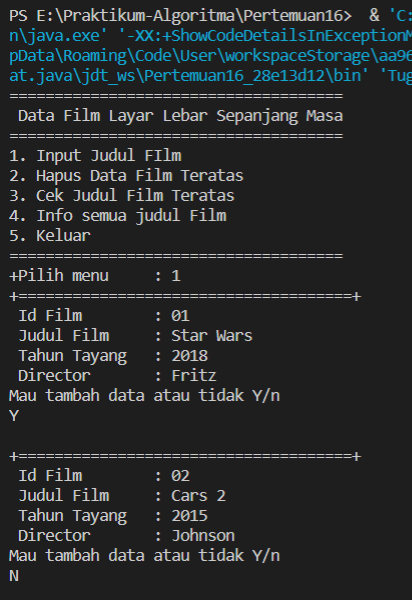 PS E:\Praktikum-Algoritma\Pertemuan16>  & 'C:
n\java.exe' '-XX:+ShowCodeDetailsInExceptionM
pData\Roaming\Code\User\workspaceStorage\aa96
at.java\jdt_ws\Pertemuan16_28e13d12\bin' 'Tug
=====================================
 Data Film Layar Lebar Sepanjang Masa
=====================================
1. Input Judul FIlm
2. Hapus Data Film Teratas
3. Cek Judul Film Teratas
4. Info semua judul Film
5. Keluar
=====================================
+Pilih menu     : 1
+=====================================+
 Id Film        : 01
 Judul Film     : Star Wars
 Tahun Tayang   : 2018
 Director       : Fritz
Mau tambah data atau tidak Y/n
Y

+=====================================+
 Id Film        : 02
 Judul Film     : Cars 2
 Tahun Tayang   : 2015
 Director       : Johnson
Mau tambah data atau tidak Y/n
N